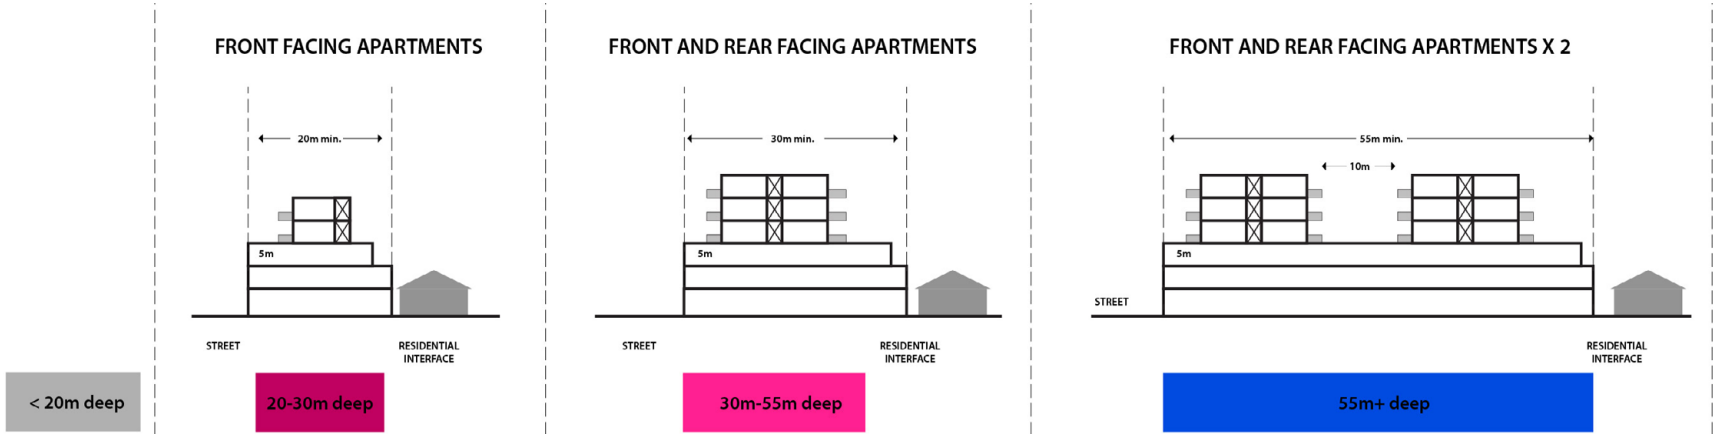 FRONT FACING APARTMENTS
FRONT AND REAR FACING APARTMENTS
FRONT AND REAR FACING APARTMENTS X 2
20m min.
30m min.
55m min.
10m
5m
5m
5m
STREET
STREET
RESIDENTIAL
INTERFACE
STREET
RESIDENTIAL
INTERFACE
RESIDENTIAL
INTERFACE
< 20m deep
20-30m deep
30m-55m deep
55m+ deep